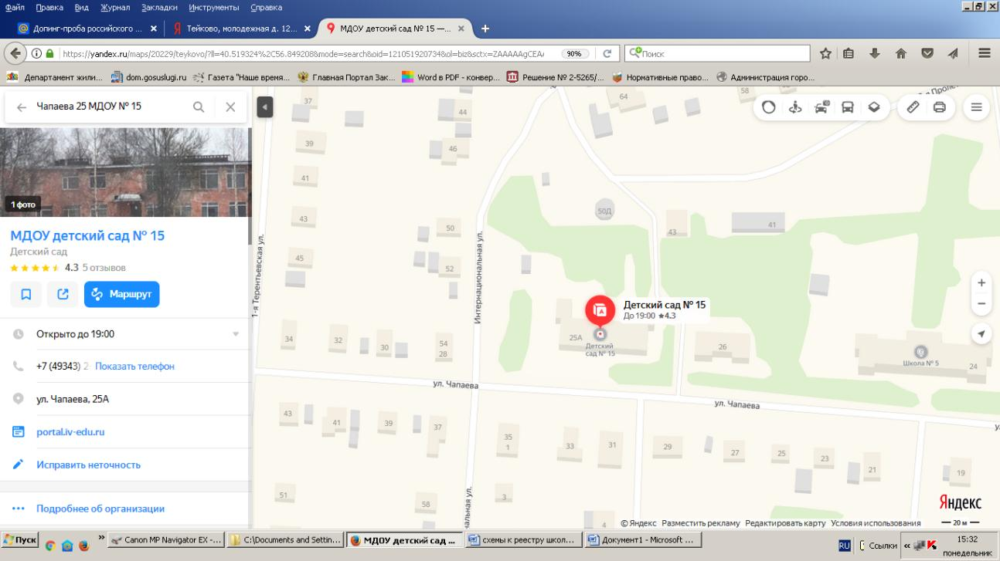 Файл Правка Вид Журнал Закладки Инструменты Справка
Допинг-проба российского ...
Тейково, молодежная д. 12...
МДОУ детский сад № 15 —...
https://yandex.ru/maps/20229/teykovo/?ll=40.519324%2C56.849208&mode=search&oid=121051920734&ol=biz&sctx=ZAAAAAgCEA
90%
Поиск
Департамент жили... dom.gosuslugi.ru Газета "Наше время... Главная Портал Зак... Word в PDF - конвер... Решение № 2-5265/... Нормативные право... Администрация горо...
Чапаева 25 МДОУ № 15
1 фото
МДОУ детский сад № 15
Детский сад
4.3 5 отзывов
Маршрут
Открыто до 19:00
+7 (49343) 2 Показать телефон
ул. Чапаева, 25А
portal.iv-edu.ru
Исправить неточность
Подробнее об организации
37
44
64
58
39
46
41
43
50
50Д
43
41
45
52
1-я Терентьевская ул.
Интернациональная ул.
Детский сад № 15
До 19:00 ★4.3
34
32
30
54
28
25А
Детский
сад № 15
26
Школа № 5
24
ул. Чапаева
ул. Чапаева
43
41
39
37
35
1
33
31
29
27
25
23
21
19
51
58
3
4
Яндекс
© Яндекс Разместить рекламу Редактировать карту Условия использования
20 м
Пуск
Canon MP Navigator EX -...
C:\Documents and Settin...
МДОУ детский сад ...
схемы к реестру школ...
Документ1 - Microsoft ...
RU
Ссылки
15:32
понедельник